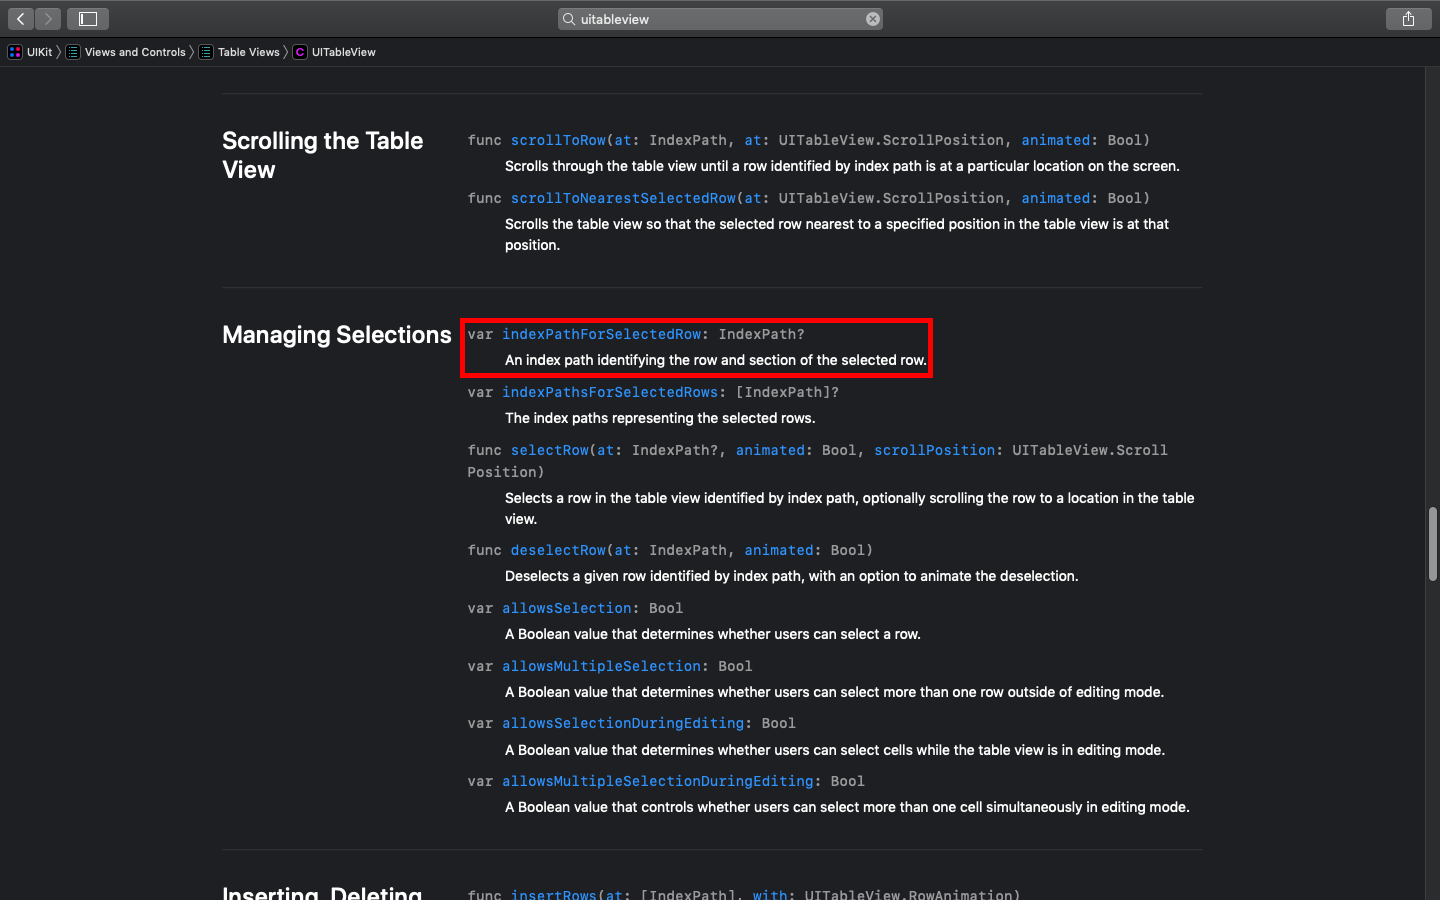 uitableview
UIKit
Views and Controls
Table Views
C UITableView
Scrolling the Table
View
func scrollToRow(at: IndexPath, at: UITableView.ScrollPosition, animated: Bool)
Scrolls through the table view until a row identified by index path is at a particular location on the screen.
func scrollToNearestSelectedRow(at: UITableView.ScrollPosition, animated: Bool)
Scrolls the table view so that the selected row nearest to a specified position in the table view is at that
position.
Managing Selections
var indexPathForSelectedRow: IndexPath?
An index path identifying the row and section of the selected row.
var indexPathsForSelectedRows: [IndexPath]?
The index paths representing the selected rows.
func selectRow(at: IndexPath?, animated: Bool, scrollPosition: UITableView.Scroll
Position)
Selects a row in the table view identified by index path, optionally scrolling the row to a location in the table
view.
func deselectRow(at: IndexPath, animated: Bool)
Deselects a given row identified by index path, with an option to animate the deselection.
var allowsSelection: Bool
A Boolean value that determines whether users can select a row.
var allowsMultipleSelection: Bool
A Boolean value that determines whether users can select more than one row outside of editing mode.
var allowsSelectionDuringEditing: Bool
A Boolean value that determines whether users can select cells while the table view is in editing mode.
var allowsMultipleSelectionDuringEditing: Bool
A Boolean value that controls whether users can select more than one cell simultaneously in editing mode.
Inserting, Deleting
func insertRows(at: [IndexPath], with: UITableView.RowAnimation)